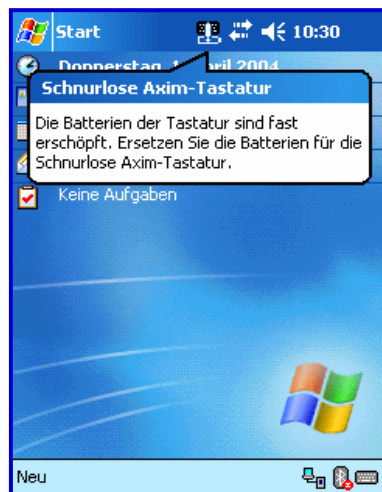 Start 10:30
Donnerstag, 1. April 2004
Schnurlose Axim-Tastatur
Die Batterien der Tastatur sind fast
erschöpft. Ersetzen Sie die Batterien für die
Schnurlose Axim-Tastatur.
Keine Aufgaben
Neu